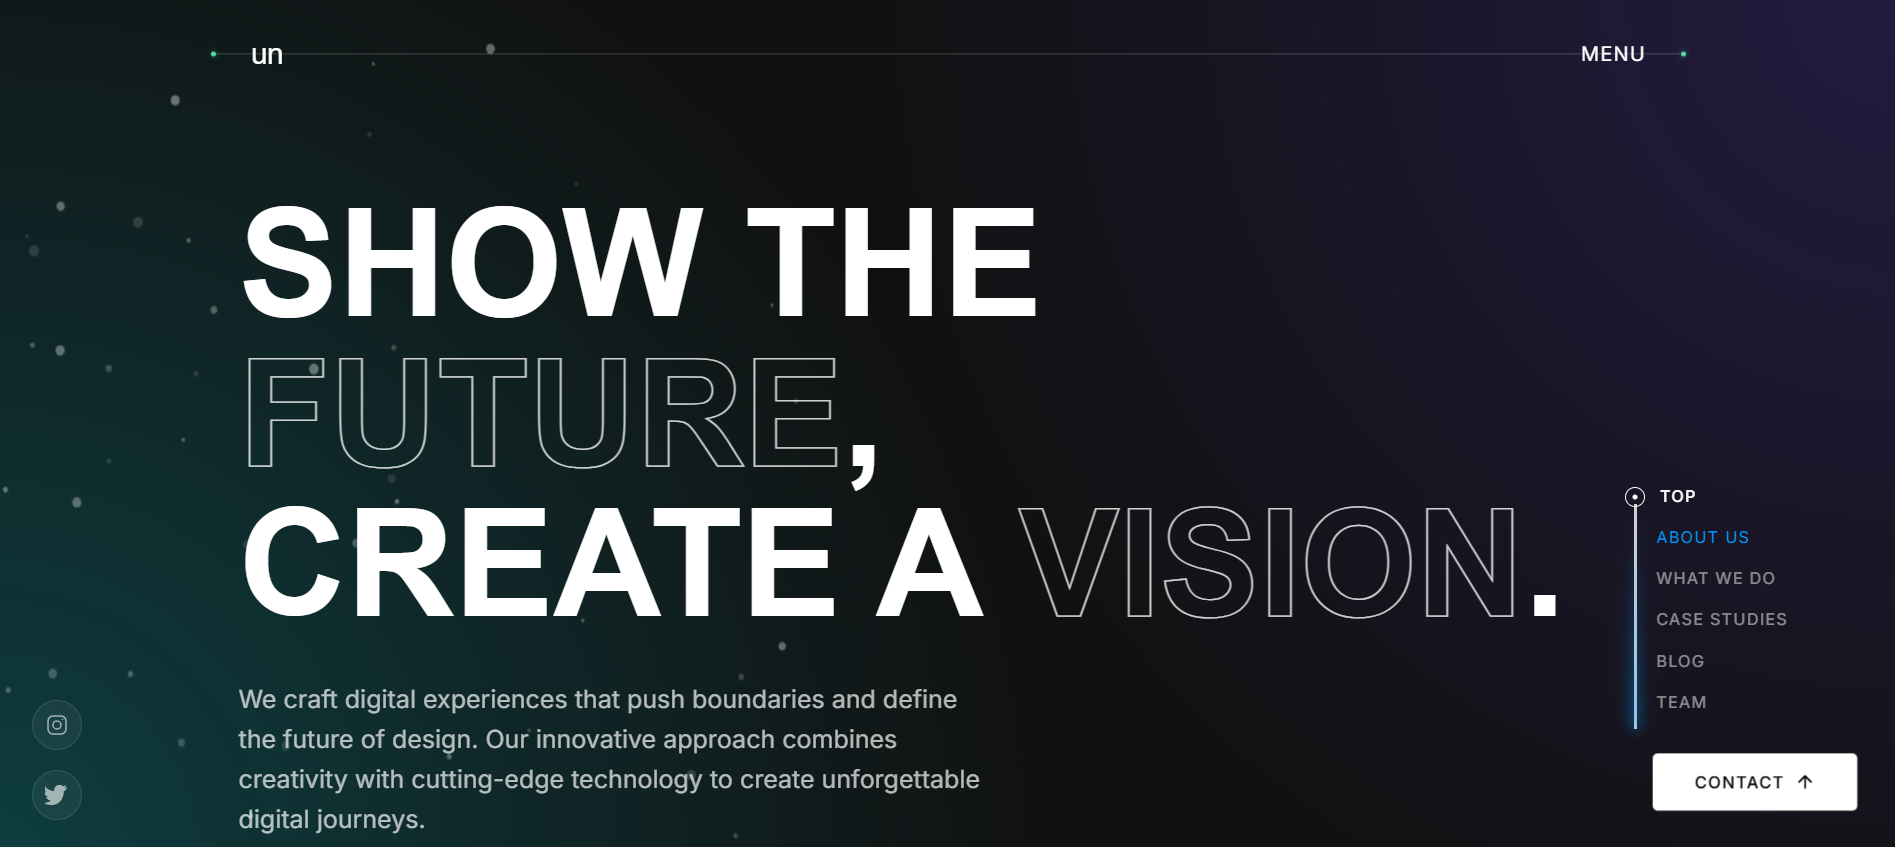 un
MENU
SHOW THE
FUTURE,
CREATE A VISION.
We craft digital experiences that push boundaries and define
the future of design. Our innovative approach combines
creativity with cutting-edge technology to create unforgettable
digital journeys.
TOP
ABOUT US
WHAT WE DO
CASE STUDIES
BLOG
TEAM
CONTACT ↑